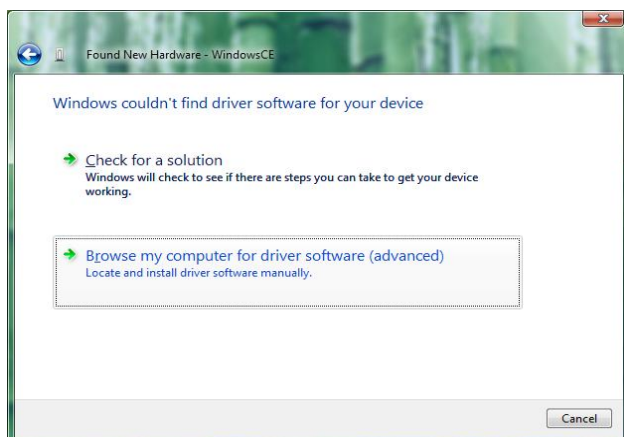 Found New Hardware - WindowsCE
Windows couldn't find driver software for your device
Check for a solution
Windows will check to see if there are steps you can take to get your device
working.
Browse my computer for driver software (advanced)
Locate and install driver software manually.
Cancel